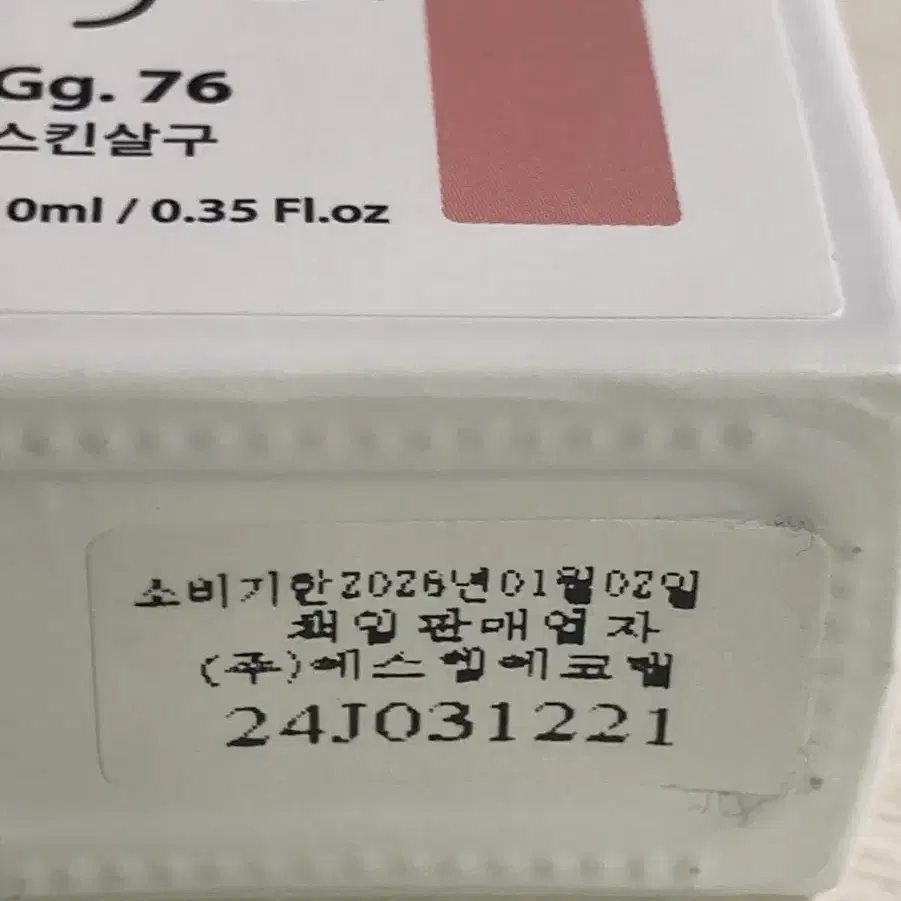 Gg. 76
스킨살구
0ml / 0.35 Fl.oz
소비기한2026년01월02일
책임판매업자
(주)에스엘에코랩
24J031221